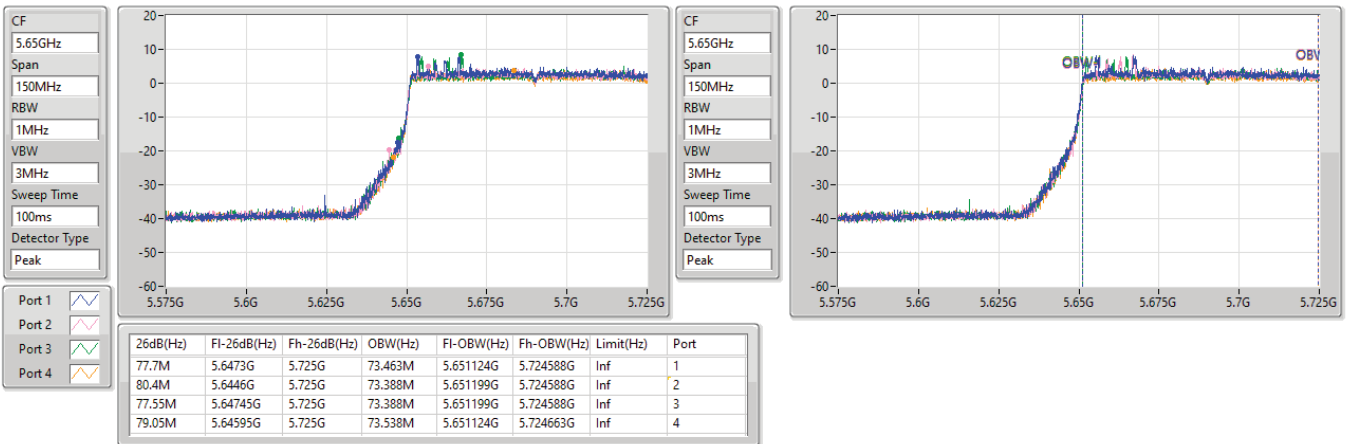 CF
5.65GHz
Span
150MHz
RBW
1MHz
VBW
3MHz
Sweep Time
100ms
Detector Type
Peak
20
10
0
-10
-20
-30
-40
-50
-60
5.575G 5.6G 5.625G 5.65G 5.675G 5.7G 5.725G
CF
5.65GHz
Span
150MHz
RBW
1MHz
VBW
3MHz
Sweep Time
100ms
Detector Type
Peak
20
10
0
-10
-20
-30
-40
-50
-60
OBW
OBW
5.575G 5.6G 5.625G 5.65G 5.675G 5.7G 5.725G
Port 1
Port 2
Port 3
Port 4
26dB(Hz) Fl-26dB(Hz) Fh-26dB(Hz) OBW(Hz) Fl-OBW(Hz) Fh-OBW(Hz) Limit(Hz) Port
77.7M 5.6473G 5.725G 73.463M 5.651124G 5.724588G Inf 1
80.4M 5.6446G 5.725G 73.388M 5.651199G 5.724588G Inf 2
77.55M 5.64745G 5.725G 73.388M 5.651199G 5.724588G Inf 3
79.05M 5.64595G 5.725G 73.538M 5.651124G 5.724663G Inf 4